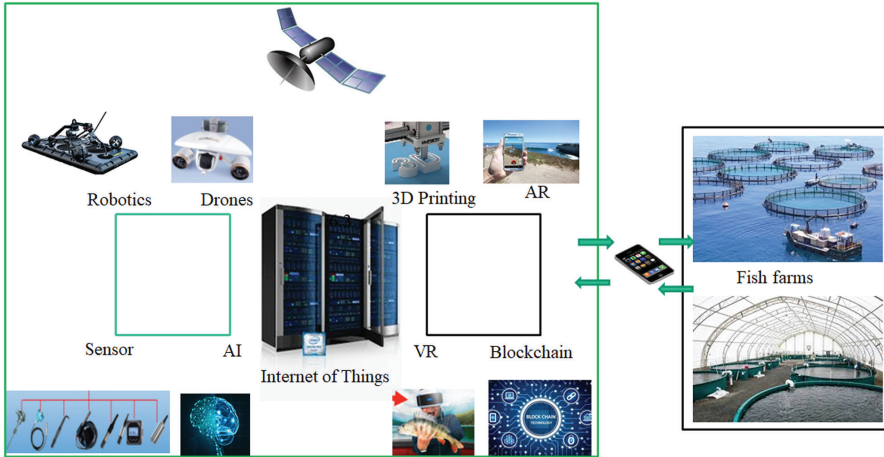 Robotics
Drones
3D Printing
AR
Fish farms
Sensor
AI
VR
Blockchain
Internet of Things
BLOCK CHAIN
TECHNOLOGY